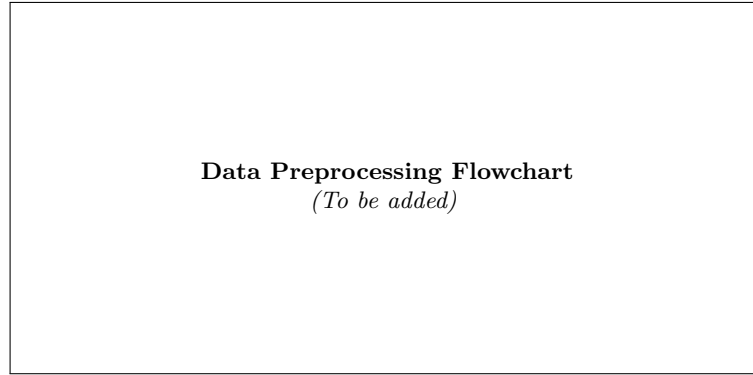 Data Preprocessing Flowchart
(To be added)